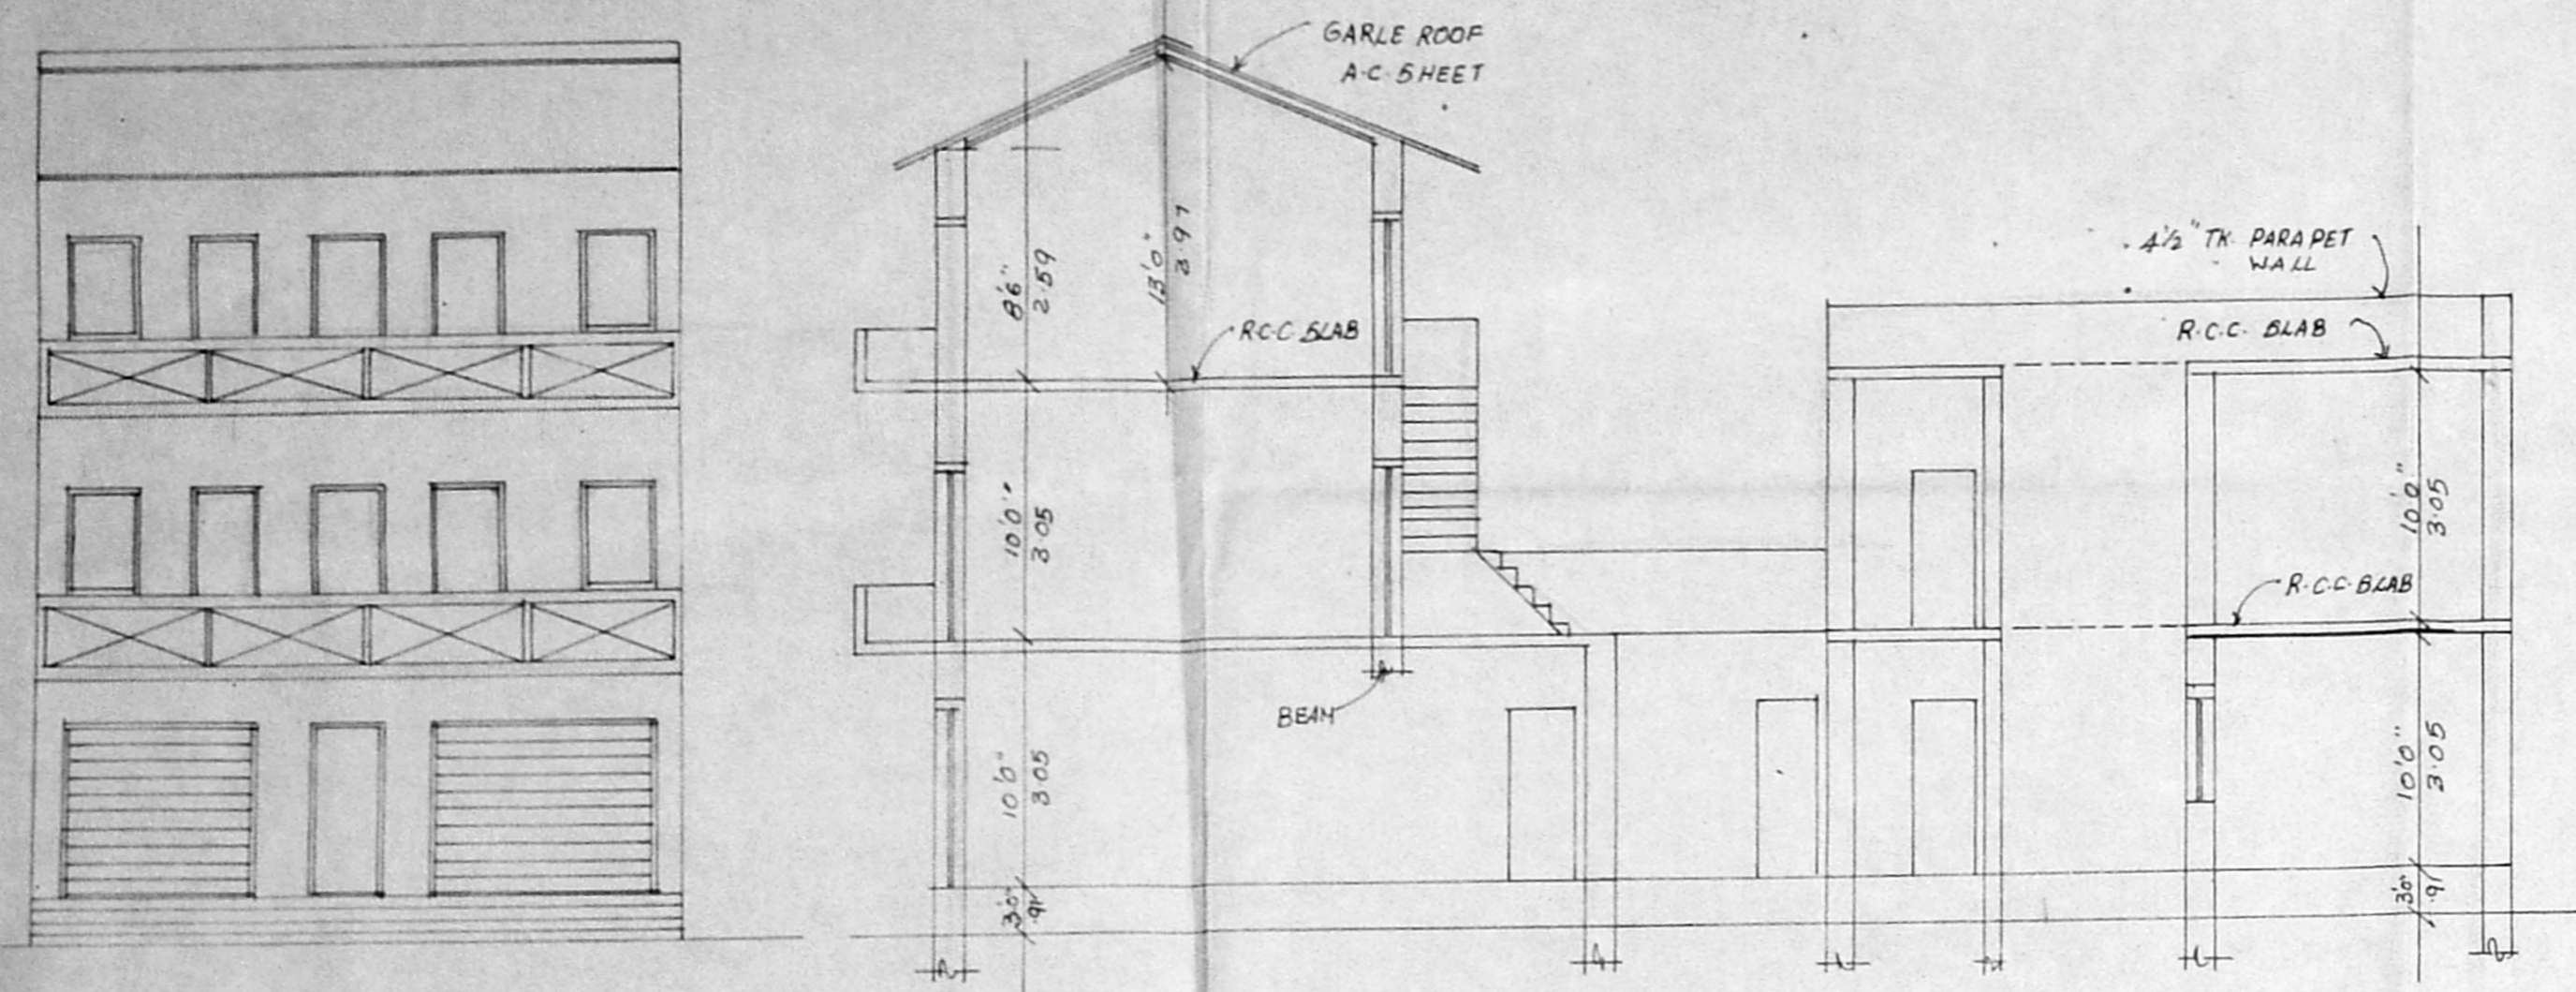 GARLE ROOF
A.C. SHEET
8'6"
2.59
13'0"
3.97
R.C.C. SLAB
4½" TK. PARAPET
WALL
R.C.C. SLAB
10'0"
3.05
10'0"
3.05
R.C.C. SLAB
BEAM
10'0"
3.05
10'0"
3.05
3'0"
.91
3'0"
.91